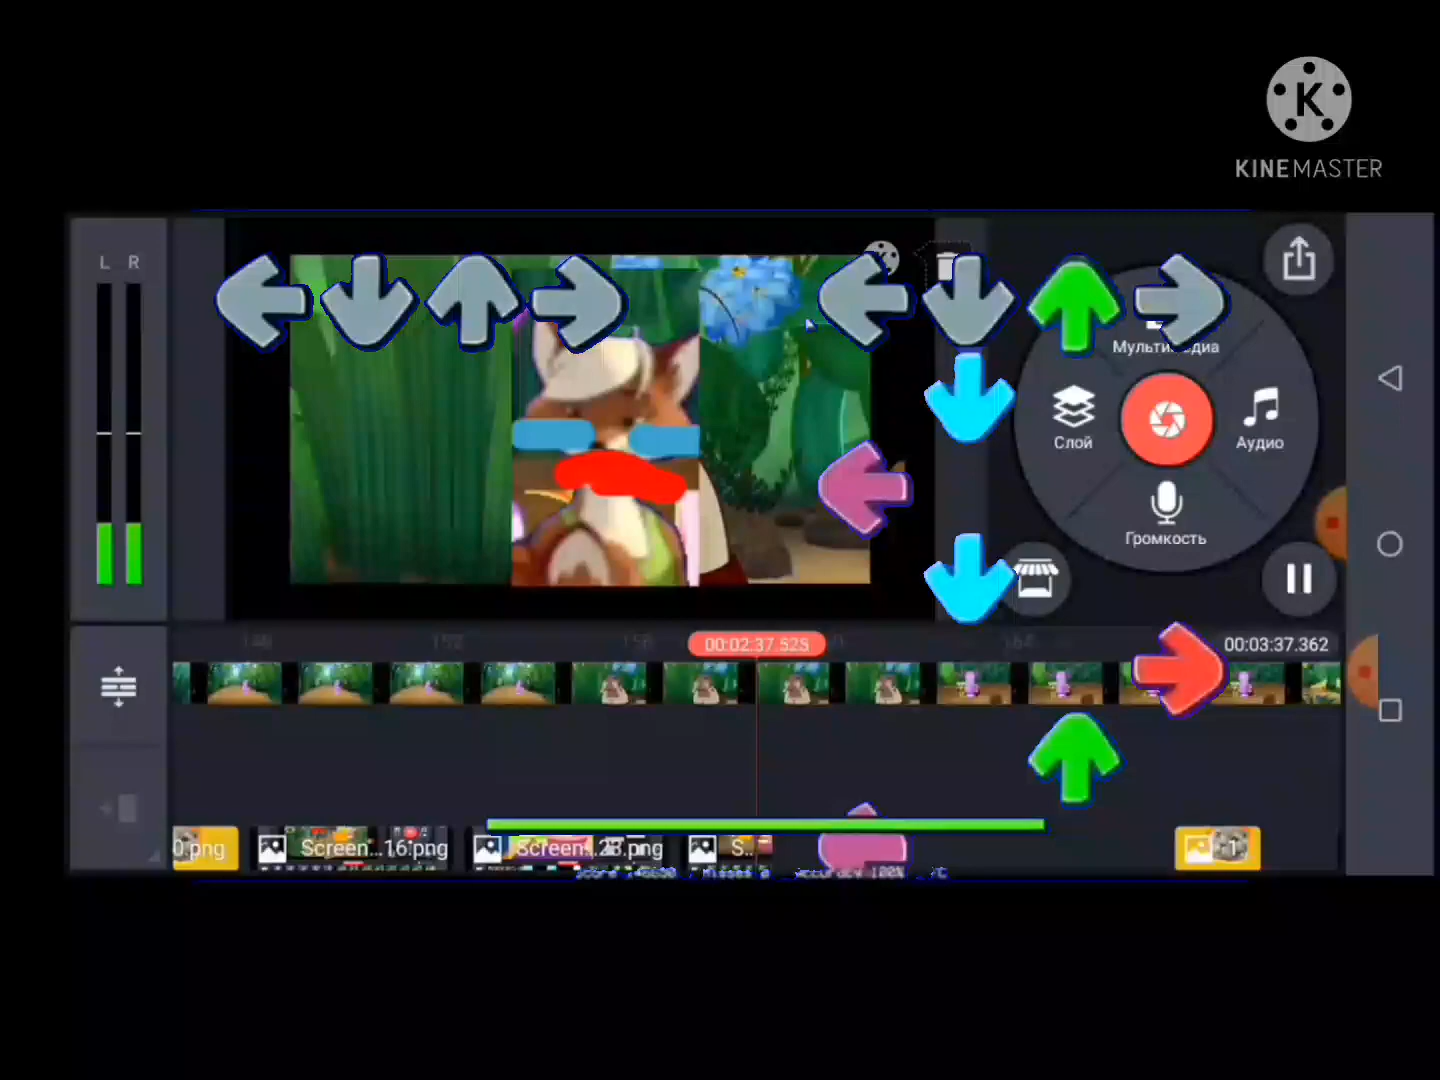 K
KINEMASTER
L R
Мультимедиа
Слой
Аудио
Громкость
00:02:37.525
00:03:37.362
0.png
Screen...16:png
Screen...23.png
S..